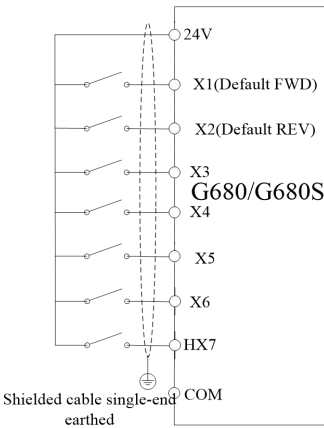 24V
X1(Default FWD)
X2(Default REV)
X3
G680/G680S
X4
X5
X6
HX7
COM
Shielded cable single-end
earthed